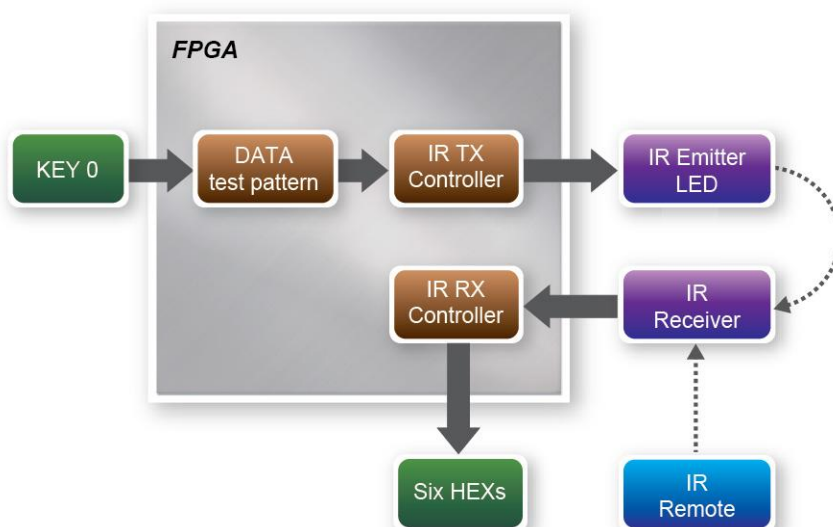 FPGA
KEY 0
DATA
test pattern
IR TX
Controller
IR Emitter
LED
IR RX
Controller
IR
Receiver
Six HEXs
IR
Remote